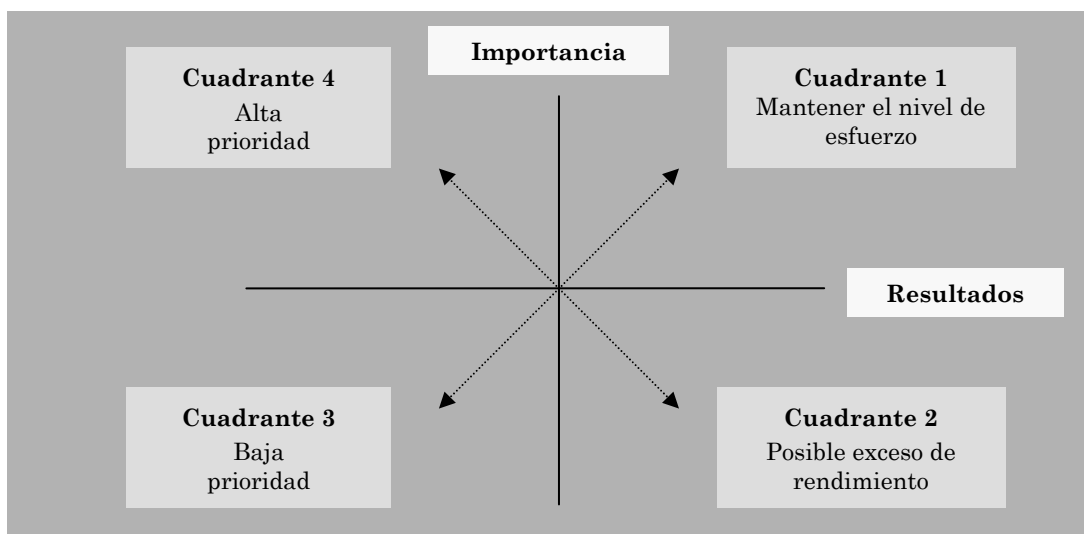 Importancia
Cuadrante 4
Alta
prioridad
Cuadrante 1
Mantener el nivel de
esfuerzo
Resultados
Cuadrante 3
Baja
prioridad
Cuadrante 2
Posible exceso de
rendimiento